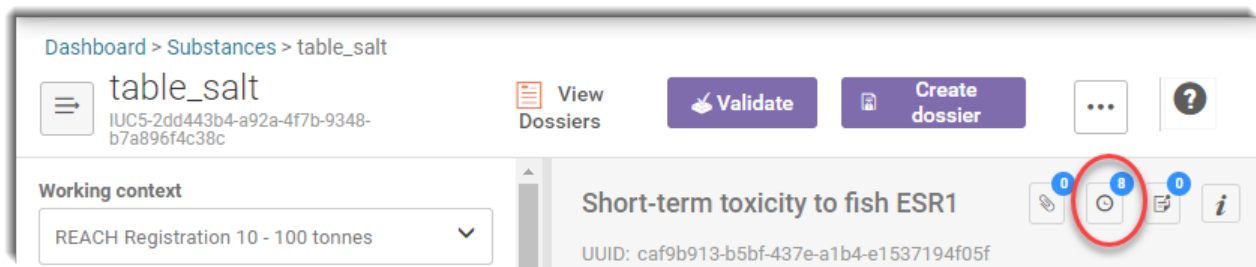 Dashboard > Substances > table_salt
table_salt
IUC5-2dd443b4-a92a-4f7b-9348-
b7a896f4c38c
View
Dossiers
Validate
Create
dossier
...
?
Working context
REACH Registration 10 - 100 tonnes
Short-term toxicity to fish ESR1
0
8
0
i
UUID: caf9b913-b5bf-437e-a1b4-e1537194f05f